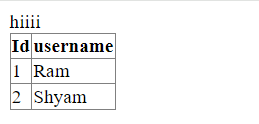 hiiii
Id username
1 Ram
2 Shyam